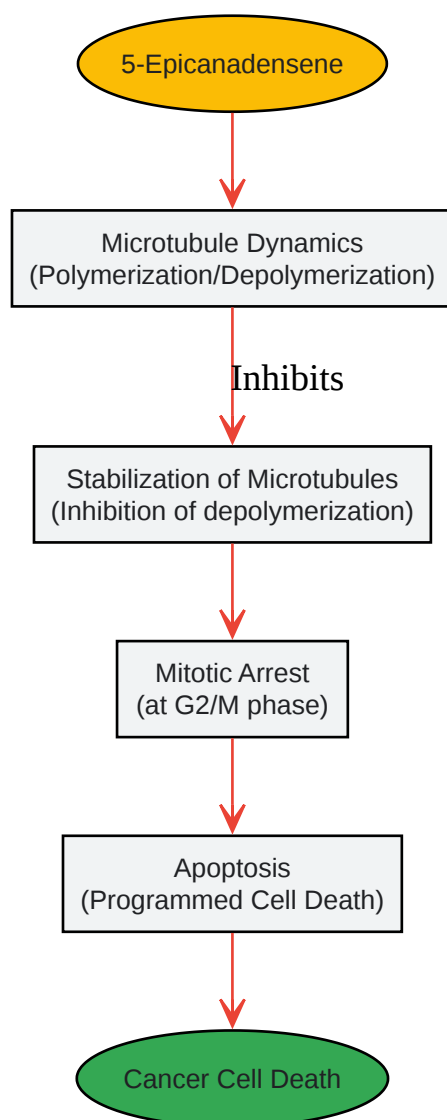 5-Epicanadensene
Microtubule Dynamics
(Polymerization/Depolymerization)
Inhibits
Stabilization of Microtubules
(Inhibition of depolymerization)
Mitotic Arrest
(at G2/M phase)
Apoptosis
(Programmed Cell Death)
Cancer Cell Death